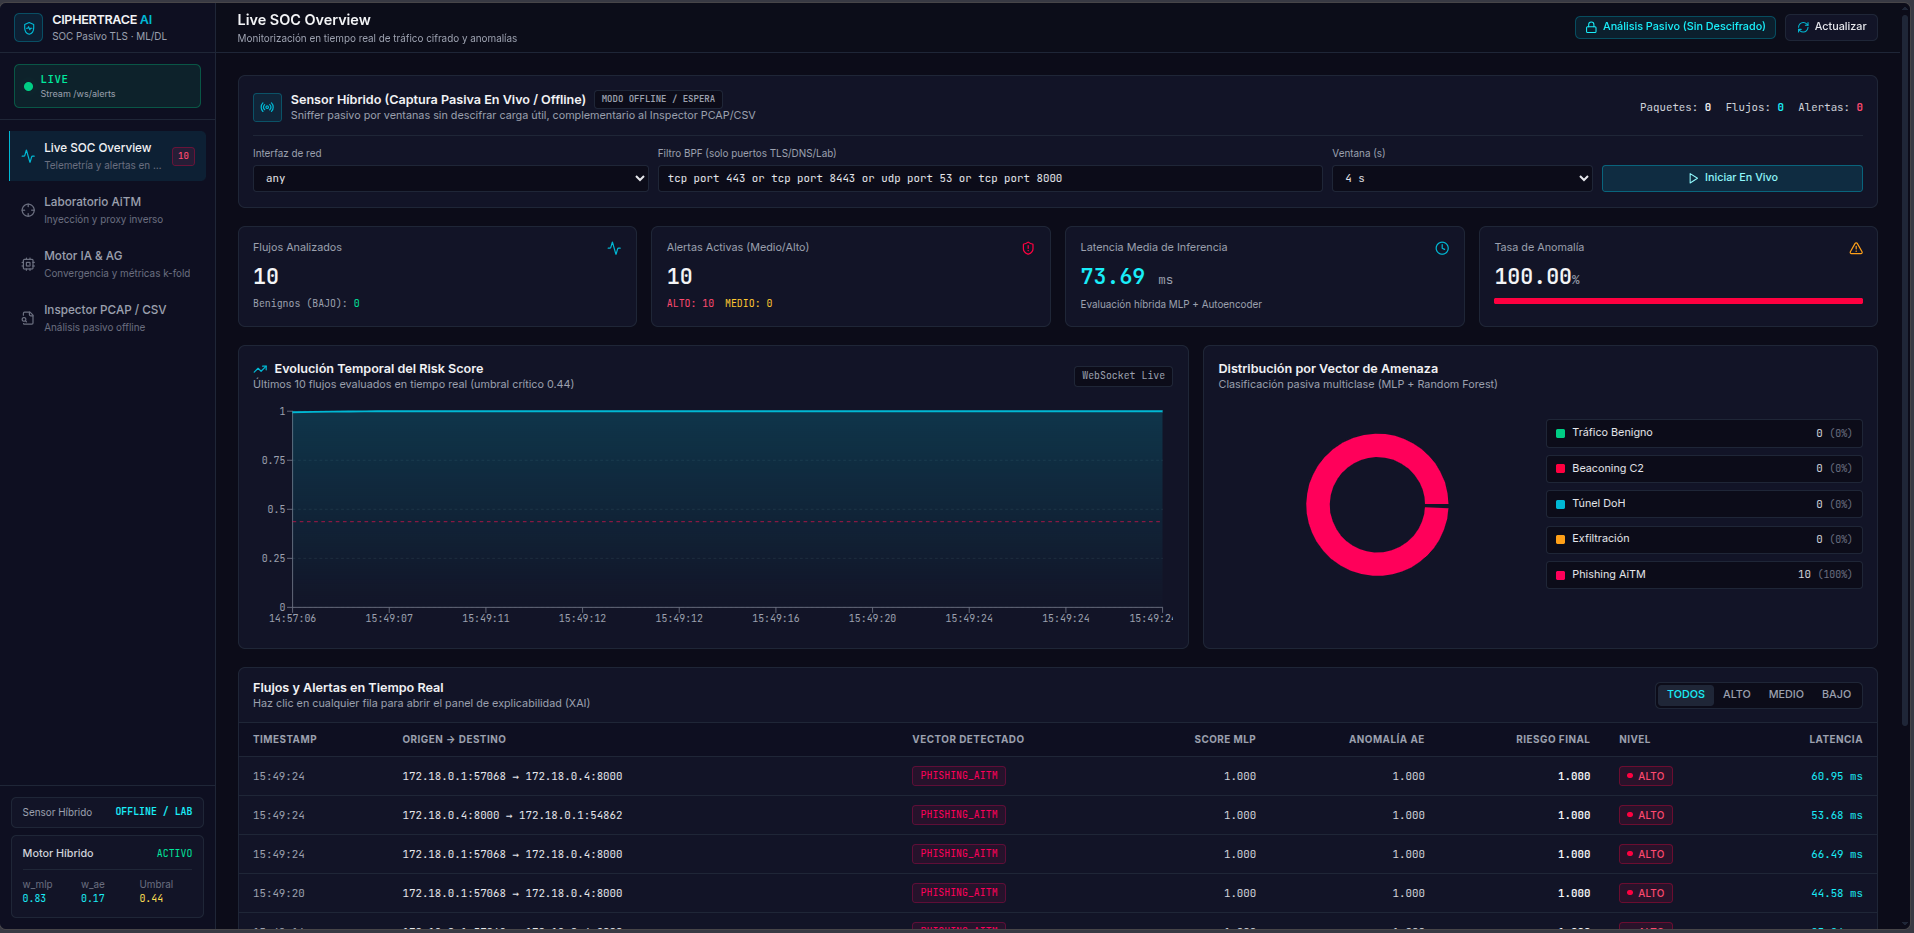 CIPHERTRACE AI
SOC Pasivo TLS · ML/DL
LIVE
Stream /ws/alerts
Live SOC Overview
Telemetría y alertas en ...
10
Laboratorio AiTM
Inyección y proxy inverso
Motor IA & AG
Convergencia y métricas k-fold
Inspector PCAP / CSV
Análisis pasivo offline
Sensor Híbrido OFFLINE / LAB
Motor Híbrido ACTIVO
w_mlp w_ae Umbral
0.83 0.17 0.44
Live SOC Overview
Monitorización en tiempo real de tráfico cifrado y anomalías
Análisis Pasivo (Sin Descifrado)
Actualizar
Sensor Híbrido (Captura Pasiva En Vivo / Offline) MODO OFFLINE / ESPERA
Sniffer pasivo por ventanas sin descifrar carga útil, complementario al Inspector PCAP/CSV
Paquetes: 0 Flujos: 0 Alertas: 0
Interfaz de red
any
Filtro BPF (solo puertos TLS/DNS/Lab)
tcp port 443 or tcp port 8443 or udp port 53 or tcp port 8000
Ventana (s)
4 s
Iniciar En Vivo
Flujos Analizados
10
Benignos (BAJO): 0
Alertas Activas (Medio/Alto)
10
ALTO: 10 MEDIO: 0
Latencia Media de Inferencia
73.69 ms
Evaluación híbrida MLP + Autoencoder
Tasa de Anomalía
100.00%
Evolución Temporal del Risk Score
Últimos 10 flujos evaluados en tiempo real (umbral crítico 0.44)
WebSocket Live
1
0.75
0.5
0.25
0
14:57:06 15:49:07 15:49:11 15:49:12 15:49:12 15:49:16 15:49:20 15:49:24 15:49:24 15:49:24
Distribución por Vector de Amenaza
Clasificación pasiva multiclase (MLP + Random Forest)
Tráfico Benigno 0 (0%)
Beaconing C2 0 (0%)
Túnel DoH 0 (0%)
Exfiltración 0 (0%)
Phishing AiTM 10 (100%)
Flujos y Alertas en Tiempo Real
Haz clic en cualquier fila para abrir el panel de explicabilidad (XAI)
TODOS ALTO MEDIO BAJO
TIMESTAMP ORIGEN → DESTINO VECTOR DETECTADO SCORE MLP ANOMALÍA AE RIESGO FINAL NIVEL LATENCIA
15:49:24 172.18.0.1:57068 → 172.18.0.4:8000 PHISHING_AITM 1.000 1.000 1.000 ALTO 60.95 ms
15:49:24 172.18.0.4:8000 → 172.18.0.1:54862 PHISHING_AITM 1.000 1.000 1.000 ALTO 53.68 ms
15:49:24 172.18.0.1:57068 → 172.18.0.4:8000 PHISHING_AITM 1.000 1.000 1.000 ALTO 66.49 ms
15:49:20 172.18.0.1:57068 → 172.18.0.4:8000 PHISHING_AITM 1.000 1.000 1.000 ALTO 44.58 ms